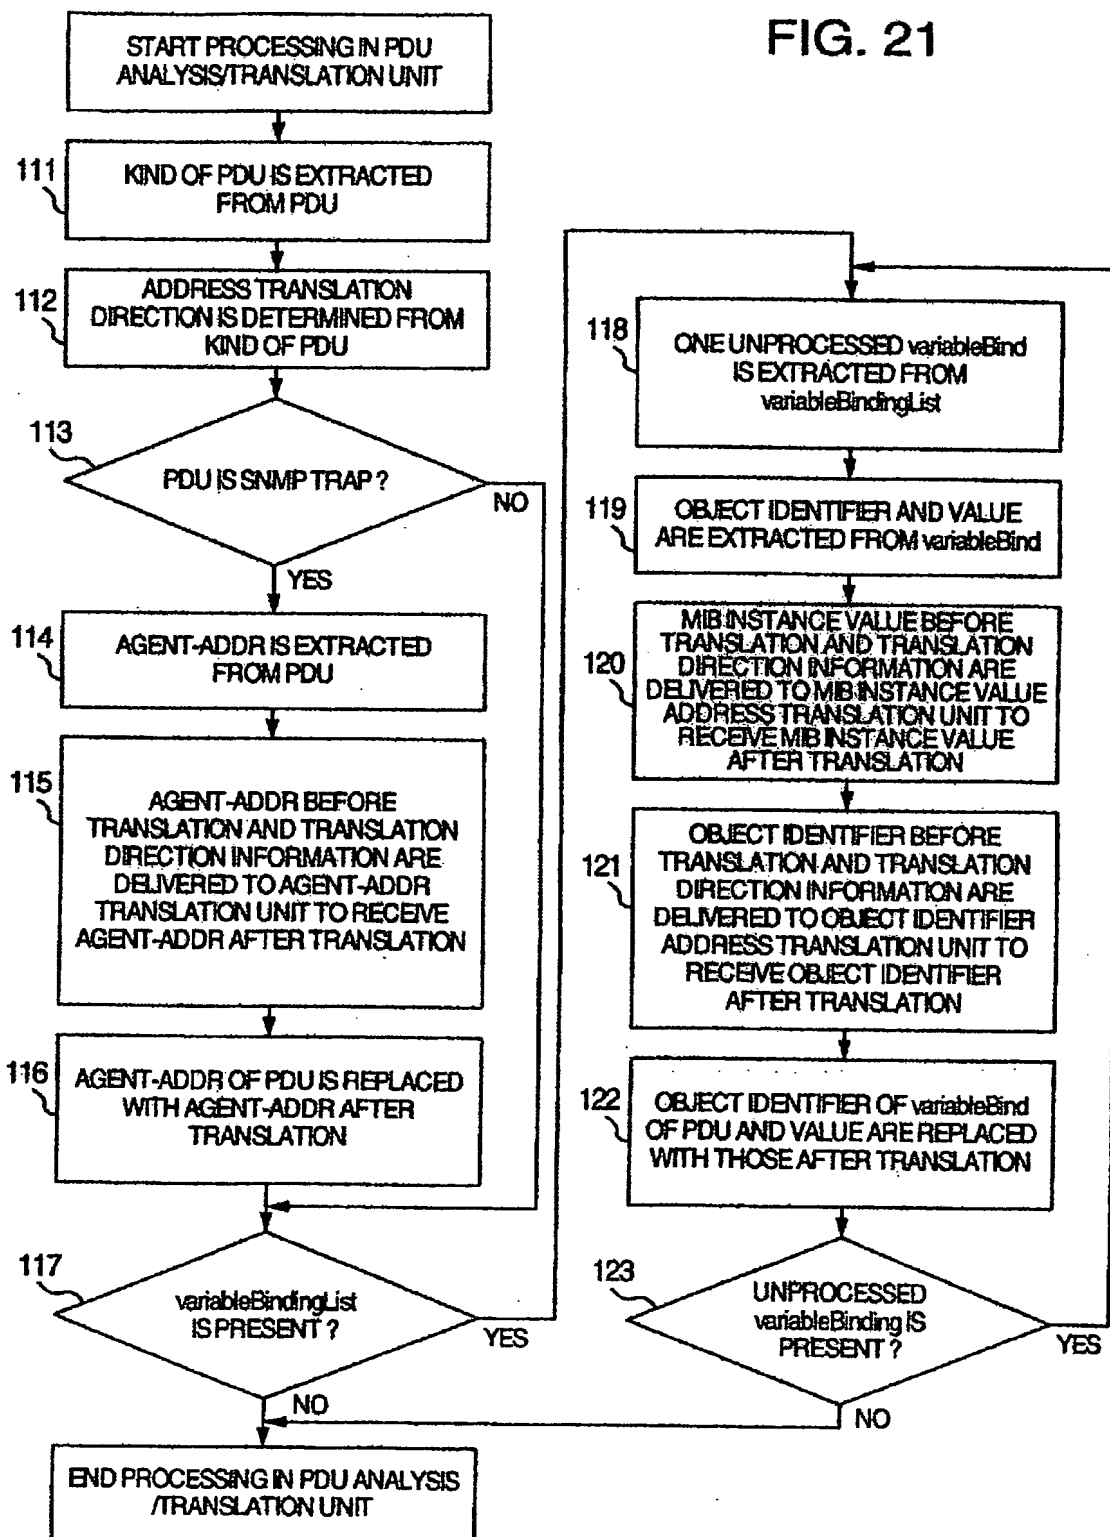 FIG. 21
START PROCESSING IN PDU
ANALYSIS/TRANSLATION UNIT
111
KIND OF PDU IS EXTRACTED
FROM PDU
112
ADDRESS TRANSLATION
DIRECTION IS DETERMINED FROM
KIND OF PDU
113
PDU IS SNMP TRAP ?
NO
YES
114
AGENT-ADDR IS EXTRACTED
FROM PDU
115
AGENT-ADDR BEFORE
TRANSLATION AND TRANSLATION
DIRECTION INFORMATION ARE
DELIVERED TO AGENT-ADDR
TRANSLATION UNIT TO RECEIVE
AGENT-ADDR AFTER TRANSLATION
116
AGENT-ADDR OF PDU IS REPLACED
WITH AGENT-ADDR AFTER
TRANSLATION
117
variableBindingList
IS PRESENT ?
YES
NO
118
ONE UNPROCESSED variableBind
IS EXTRACTED FROM
variableBindingList
119
OBJECT IDENTIFIER AND VALUE
ARE EXTRACTED FROM variableBind
120
MIB INSTANCE VALUE BEFORE
TRANSLATION AND TRANSLATION
DIRECTION INFORMATION ARE
DELIVERED TO MIB INSTANCE VALUE
ADDRESS TRANSLATION UNIT TO
RECEIVE MIB INSTANCE VALUE
AFTER TRANSLATION
121
OBJECT IDENTIFIER BEFORE
TRANSLATION AND TRANSLATION
DIRECTION INFORMATION ARE
DELIVERED TO OBJECT IDENTIFIER
ADDRESS TRANSLATION UNIT TO
RECEIVE OBJECT IDENTIFIER
AFTER TRANSLATION
122
OBJECT IDENTIFIER OF variableBind
OF PDU AND VALUE ARE REPLACED
WITH THOSE AFTER TRANSLATION
123
UNPROCESSED
variableBinding IS
PRESENT ?
YES
NO
END PROCESSING IN PDU ANALYSIS
/TRANSLATION UNIT